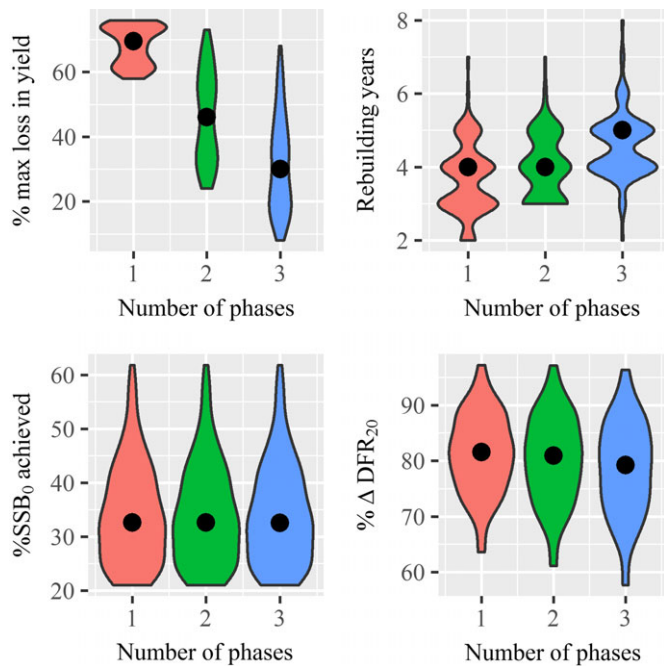 % max loss in yield
60
40
20
1 2 3
Number of phases
Rebuilding years
8
6
4
2
1 2 3
Number of phases
%SSB₀ achieved
60
50
40
30
20
1 2 3
Number of phases
% Δ DFR₂₀
90
80
70
60
1 2 3
Number of phases